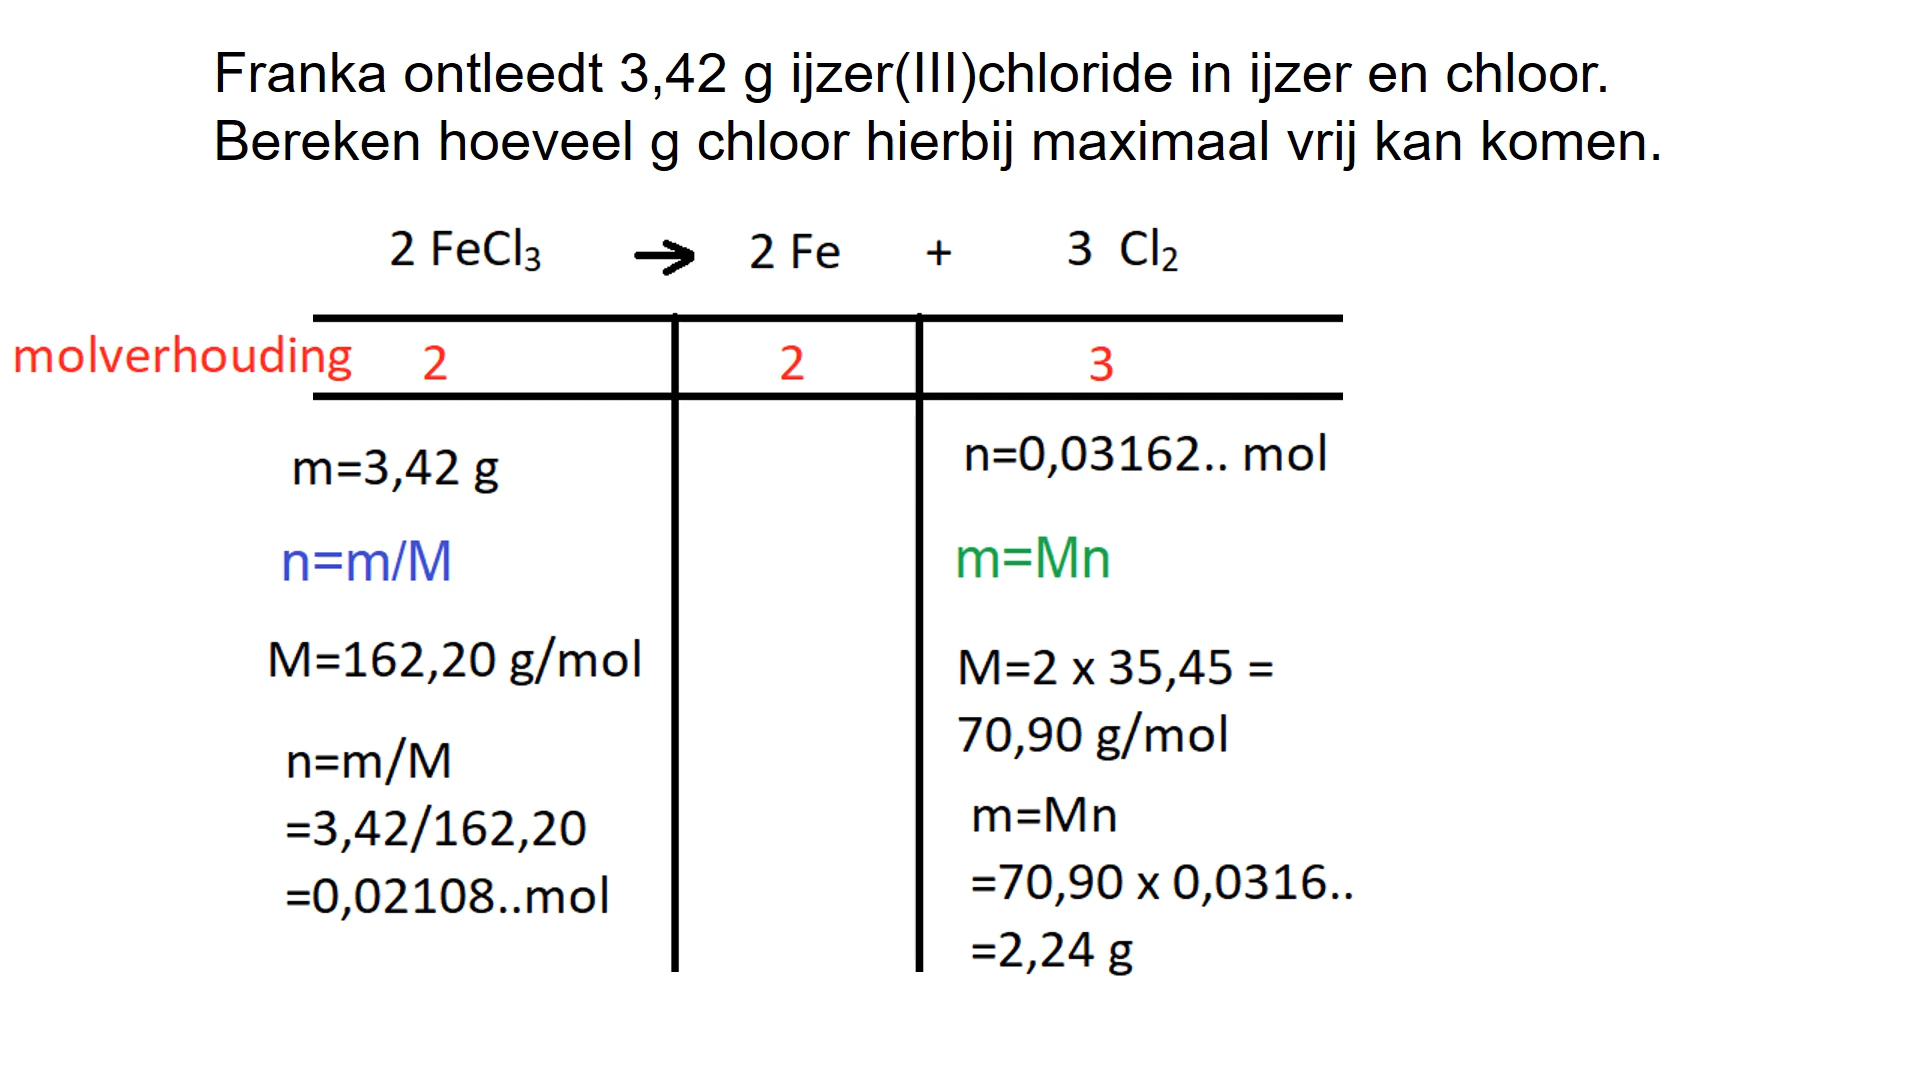 Franka ontleedt 3,42 g ijzer(III)chloride in ijzer en chloor.
Bereken hoeveel g chloor hierbij maximaal vrij kan komen.
2 FeCl₃ → 2 Fe + 3 Cl₂
molverhouding 2 2 3
m=3,42 g
n=m/M
M=162,20 g/mol
n=m/M
=3,42/162,20
=0,02108..mol
n=0,03162.. mol
m=Mn
M=2 x 35,45 =
70,90 g/mol
m=Mn
=70,90 x 0,0316..
=2,24 g